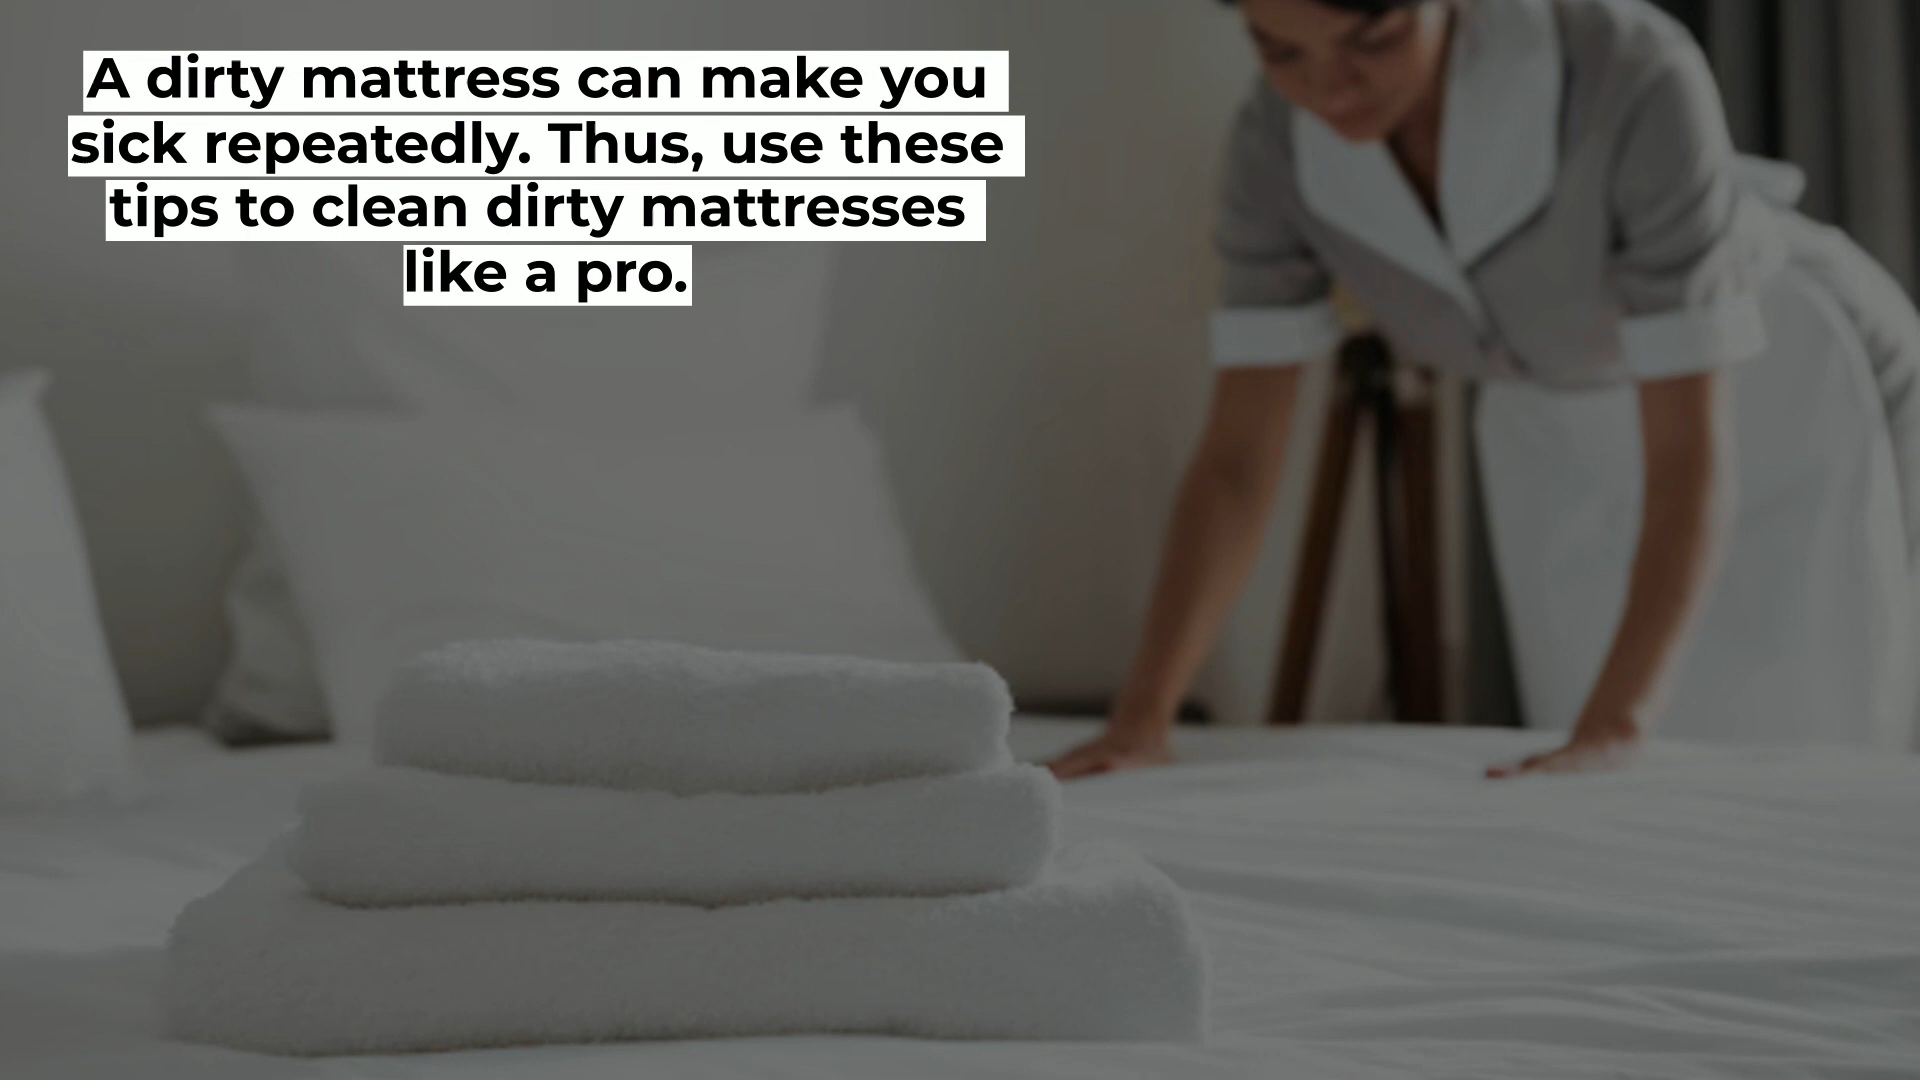 A dirty mattress can make you
sick repeatedly. Thus, use these
tips to clean dirty mattresses
like a pro.